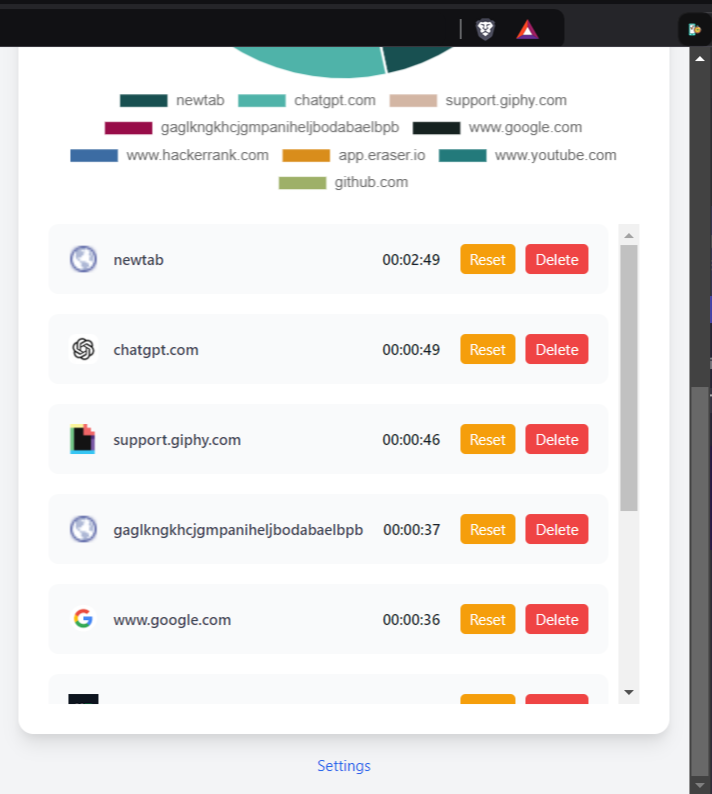 newtab chatgpt.com support.giphy.com
gaglkngkhcjgmpaniheljbodabaelbpb www.google.com
www.hackerrank.com app.eraser.io www.youtube.com
github.com
newtab 00:02:49 Reset Delete
chatgpt.com 00:00:49 Reset Delete
support.giphy.com 00:00:46 Reset Delete
gaglkngkhcjgmpaniheljbodabaelbpb 00:00:37 Reset Delete
www.google.com 00:00:36 Reset Delete
Settings